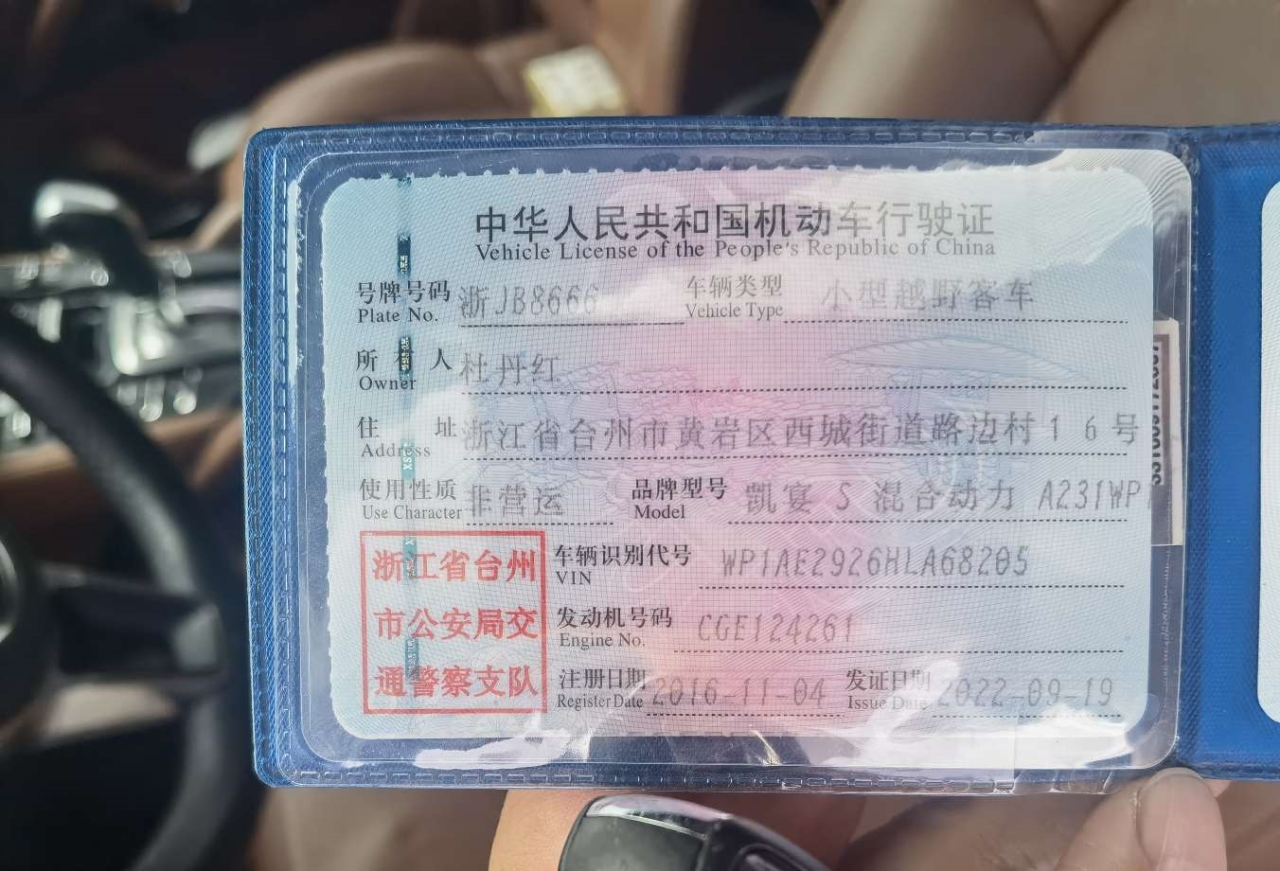 中华人民共和国机动车行驶证
Vehicle License of the People's Republic of China
号牌号码 浙JB8666 车辆类型 小型越野客车
Plate No. Vehicle Type
所有人 杜丹红
Owner
住址 浙江省台州市黄岩区西城街道路边村16号
Address
使用性质 非营运 品牌型号 凯宴 S 混合动力 A231WP
Use Character Model
浙江省台州 车辆识别代号 WP1AE2926HLA68205
VIN
市公安局交 发动机号码 CGE124261
Engine No.
通警察支队 注册日期 2016-11-04 发证日期 2022-09-19
Register Date Issue Date